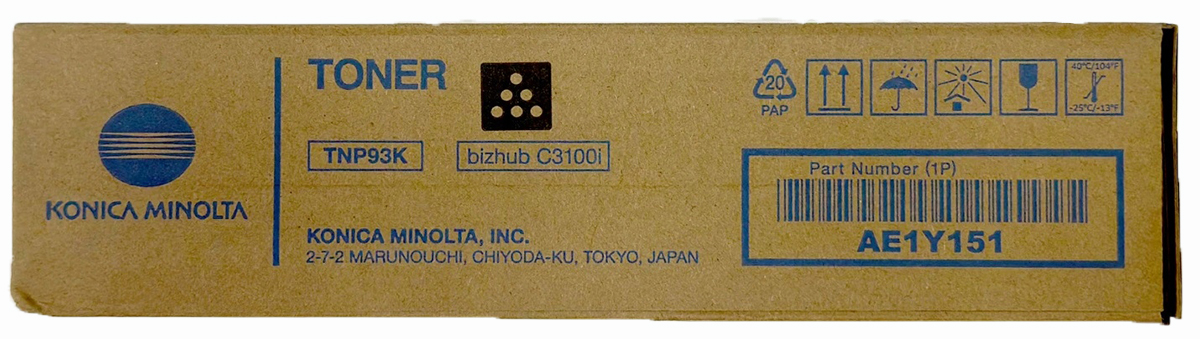 KONICA MINOLTA
TONER
TNP93K
bizhub C3100i
KONICA MINOLTA, INC.
2-7-2 MARUNOUCHI, CHIYODA-KU, TOKYO, JAPAN
20
PAP
40°C/104°F
-25°C/-13°F
Part Number (1P)
AE1Y151